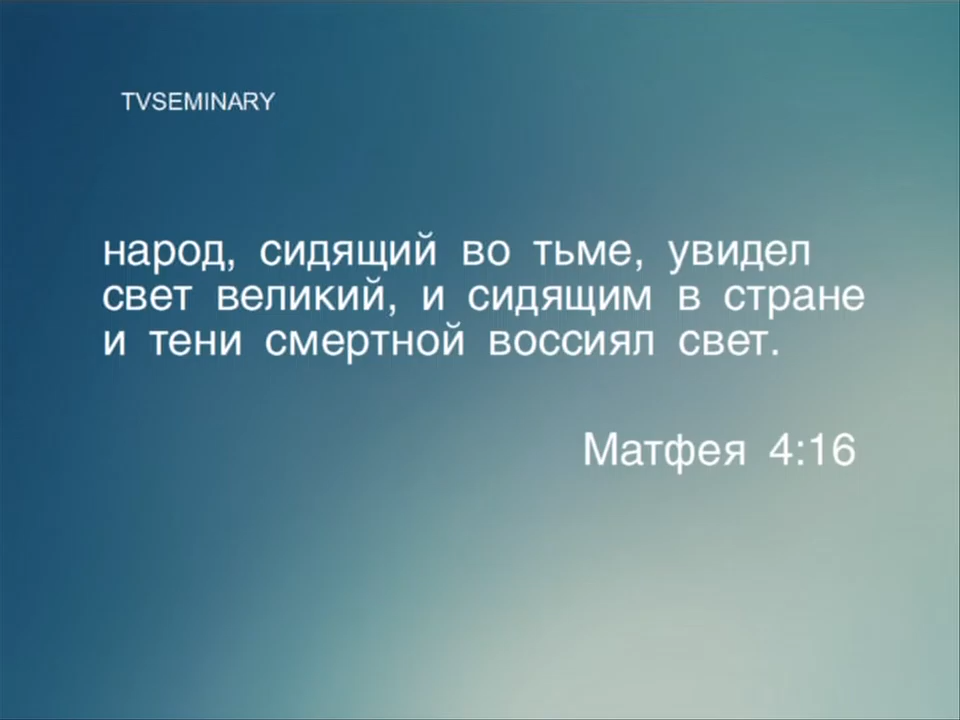 TVSEMINARY
народ, сидящий во тьме, увидел
свет великий, и сидящим в стране
и тени смертной воссиял свет.
Матфея 4:16